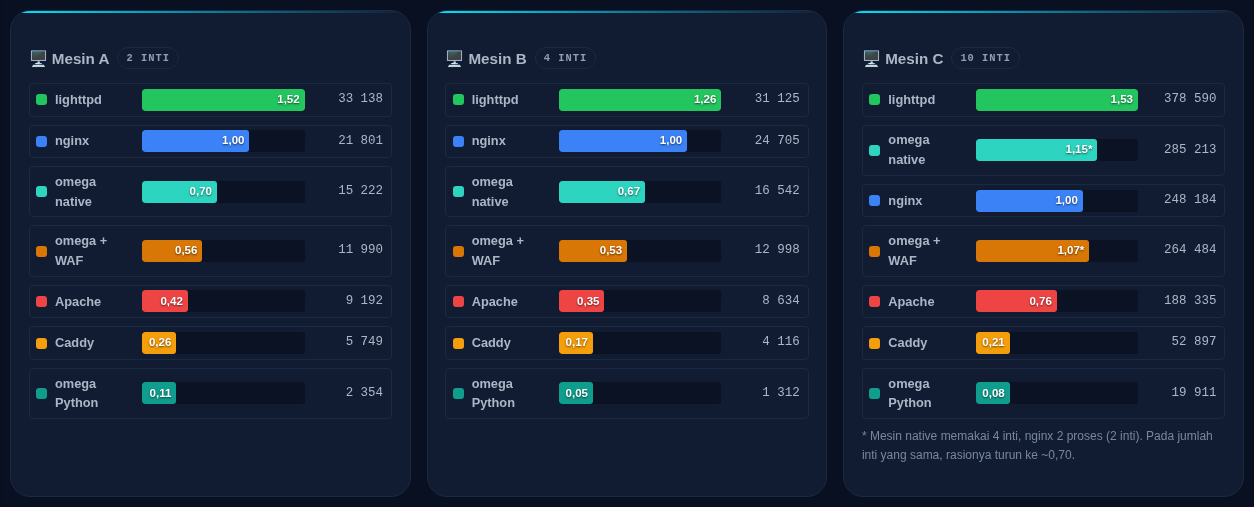 Mesin A 2 INTI
lighttpd 1,52 33 138
nginx 1,00 21 801
omega
native 0,70 15 222
omega +
WAF 0,56 11 990
Apache 0,42 9 192
Caddy 0,26 5 749
omega
Python 0,11 2 354
Mesin B 4 INTI
lighttpd 1,26 31 125
nginx 1,00 24 705
omega
native 0,67 16 542
omega +
WAF 0,53 12 998
Apache 0,35 8 634
Caddy 0,17 4 116
omega
Python 0,05 1 312
Mesin C 10 INTI
lighttpd 1,53 378 590
omega
native 1,15* 285 213
nginx 1,00 248 184
omega +
WAF 1,07* 264 484
Apache 0,76 188 335
Caddy 0,21 52 897
omega
Python 0,08 19 911
* Mesin native memakai 4 inti, nginx 2 proses (2 inti). Pada jumlah
inti yang sama, rasionya turun ke ~0,70.